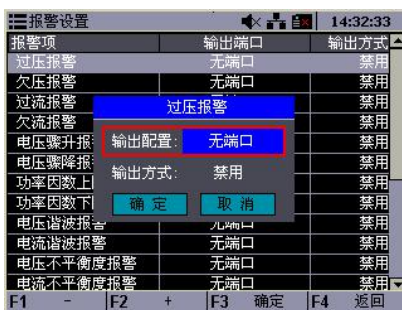 报警设置 14:32:33
报警项 输出端口 输出方式
过压报警 无端口 禁用
欠压报警 无端口 禁用
过流报警 禁用
欠流报警 禁用
电压骤升报 禁用
电压骤降报 禁用
功率因数上 禁用
功率因数下 禁用
电压谐波报警 无端口 禁用
电流谐波报警 无端口 禁用
电压不平衡度报警 无端口 禁用
电流不平衡度报警 无端口 禁用
过压报警
输出配置: 无端口
输出方式: 禁用
确 定 取 消
F1 - F2 + F3 确定 F4 返回